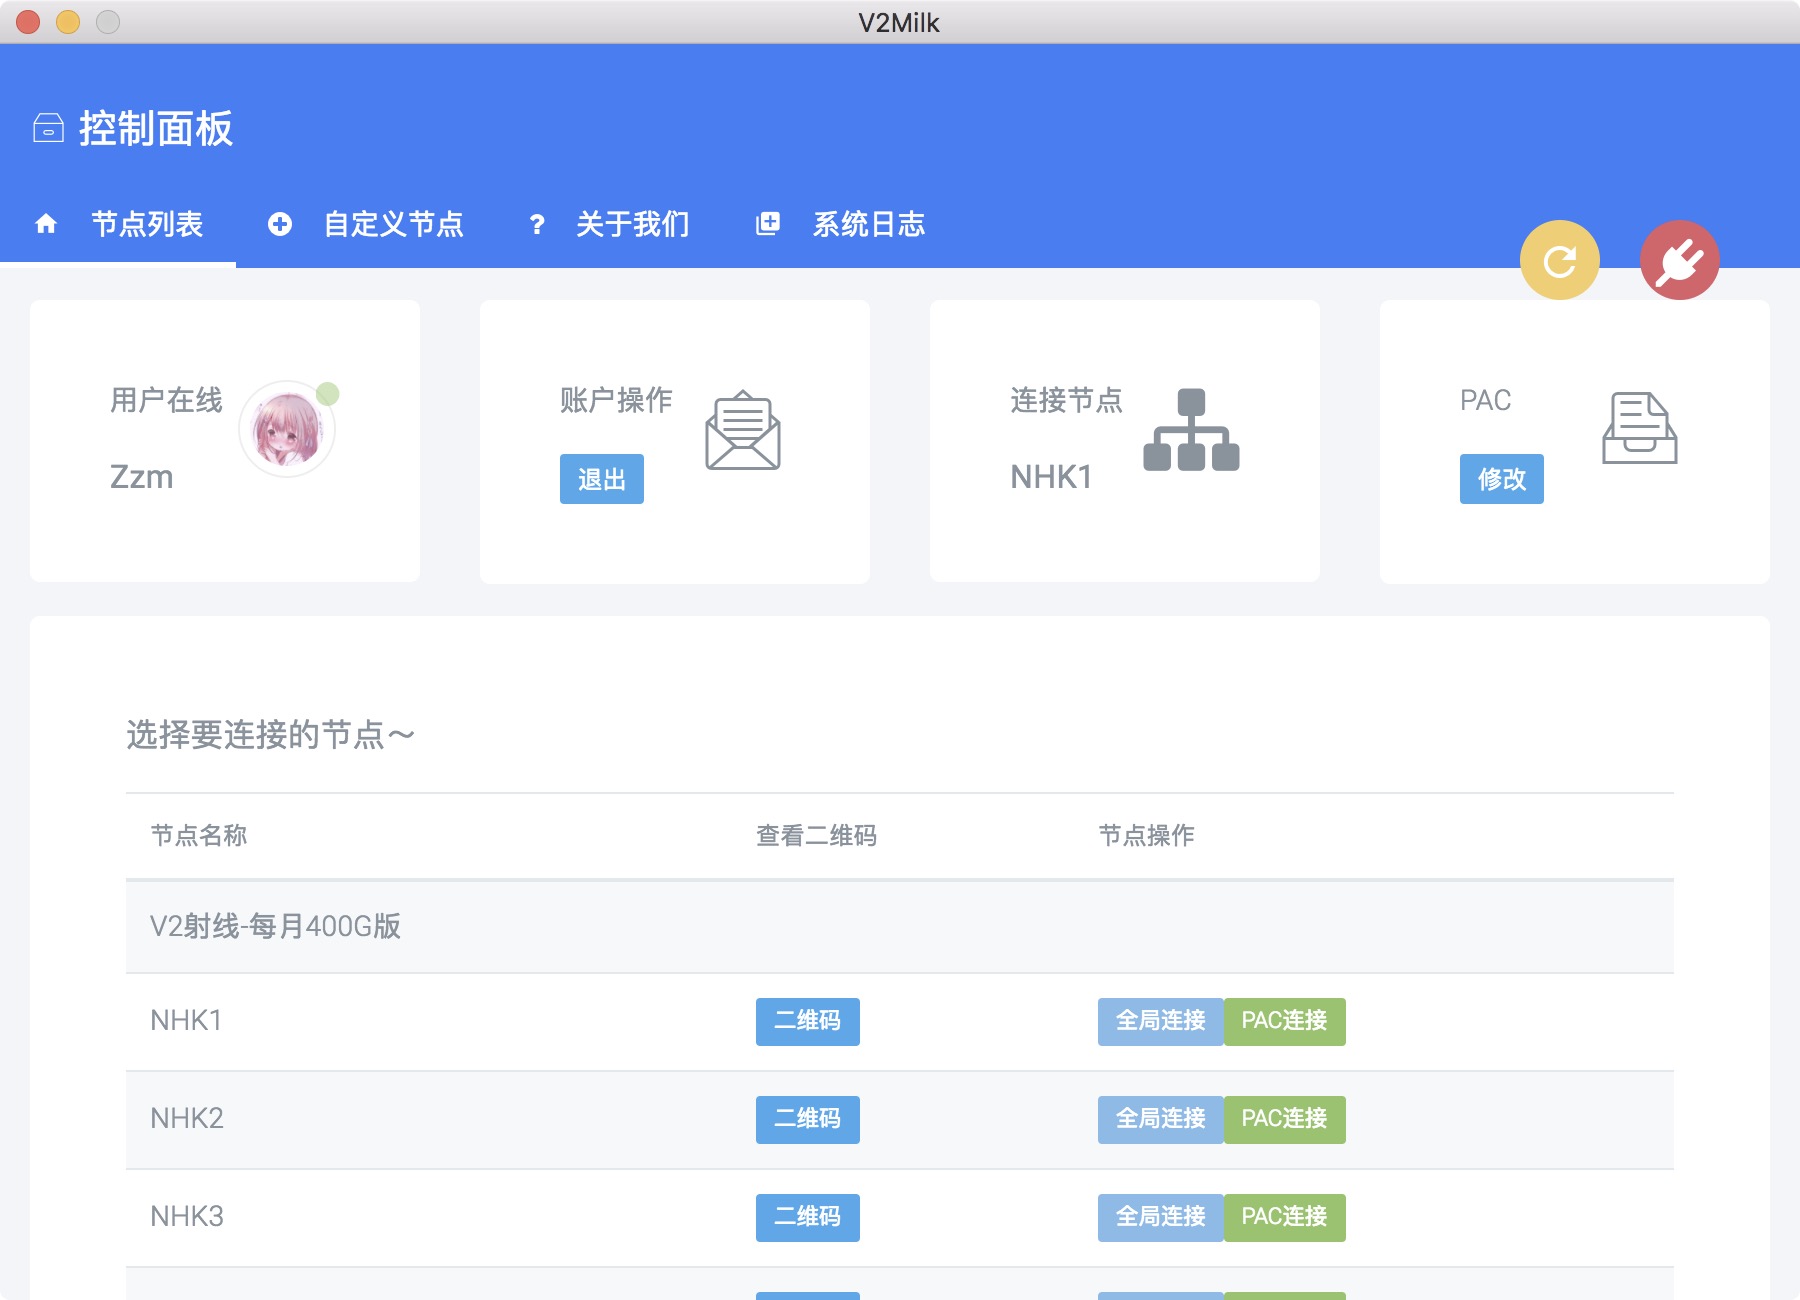 V2Milk
控制面板
节点列表 自定义节点 ? 关于我们 系统日志
用户在线
Zzm
账户操作
退出
连接节点
NHK1
PAC
修改
选择要连接的节点～
节点名称 查看二维码 节点操作
V2射线-每月400G版
NHK1 二维码 全局连接 PAC连接
NHK2 二维码 全局连接 PAC连接
NHK3 二维码 全局连接 PAC连接